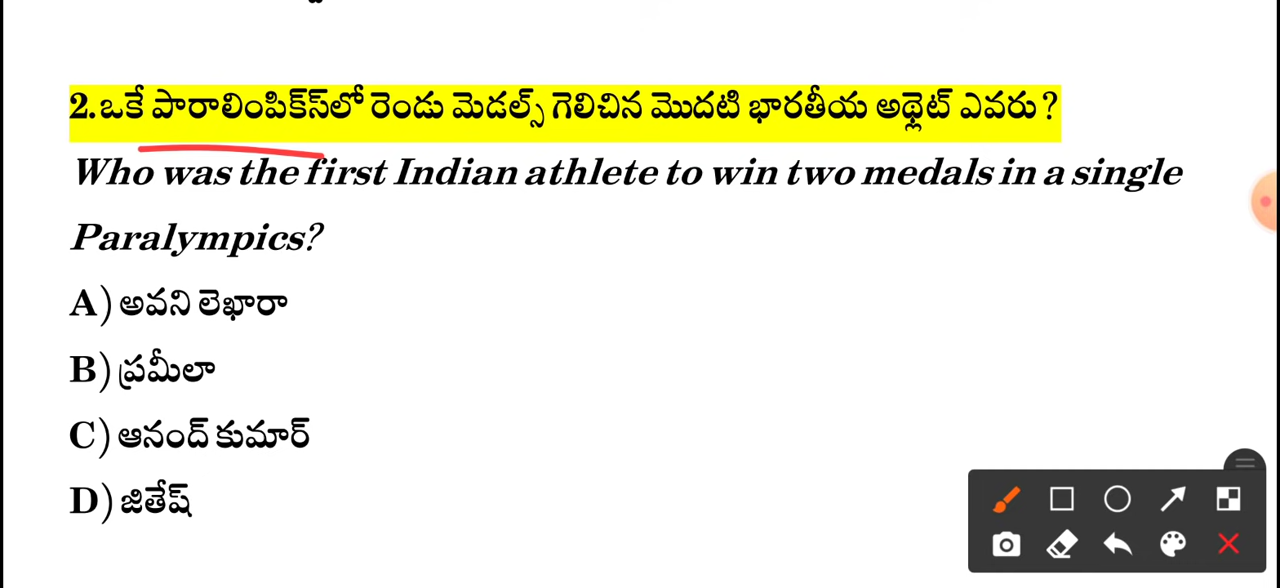 2.ఒకే పారాలింపిక్స్‌లో రెండు మెడల్స్ గెలిచిన మొదటి భారతీయ అథ్లెట్ ఎవరు?
Who was the first Indian athlete to win two medals in a single
Paralympics?
A) అవని లెఖారా
B) ప్రమీలా
C) ఆనంద్ కుమార్
D) జితేష్